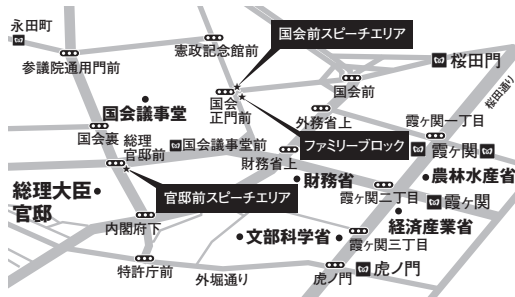 永田町
参議院通用門前
憲政記念館前
国会前スピーチエリア
国会前
桜田門
桜田通り
国会議事堂
国会
正門前
外務省上
霞ヶ関一丁目
国会裏
総理
官邸前
国会議事堂前
ファミリーブロック
霞ヶ関
財務省上
農林水産省
総理大臣
官邸
官邸前スピーチエリア
財務省
霞ヶ関二丁目
霞ヶ関
経済産業省
内閣府下
文部科学省
霞ヶ関三丁目
特許庁前
外堀通り
虎ノ門
虎ノ門